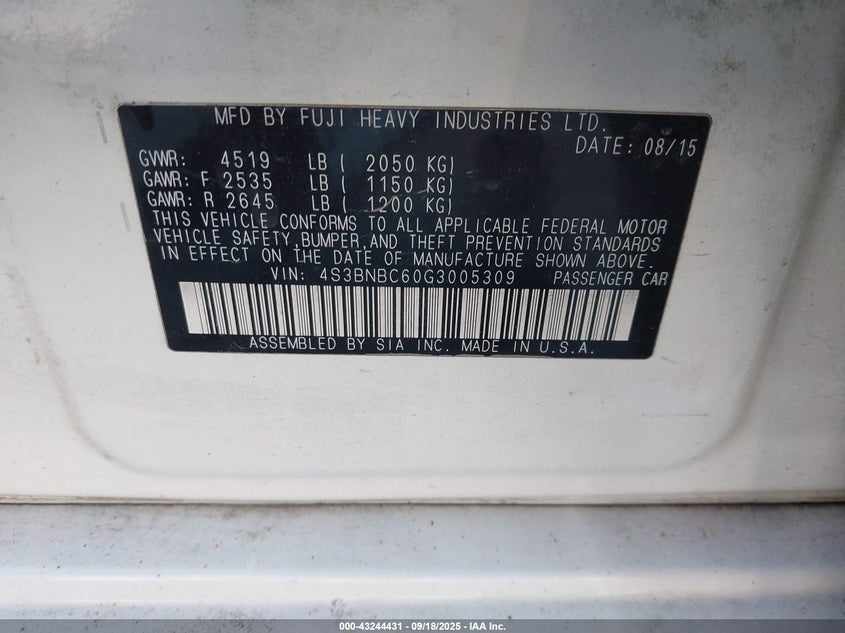 MFD BY FUJI HEAVY INDUSTRIES LTD.
DATE: 08/15
GVWR: 4519 LB ( 2050 KG)
GAWR: F 2535 LB ( 1150 KG)
GAWR: R 2645 LB ( 1200 KG)
THIS VEHICLE CONFORMS TO ALL APPLICABLE FEDERAL MOTOR
VEHICLE SAFETY,BUMPER,AND THEFT PREVENTION STANDARDS
IN EFFECT ON THE DATE OF MANUFACTURE SHOWN ABOVE.
VIN: 4S3BNBC60G3005309 PASSENGER CAR
ASSEMBLED BY SIA INC. MADE IN U.S.A.
000-43244431 - 09/18/2025 - IAA Inc.